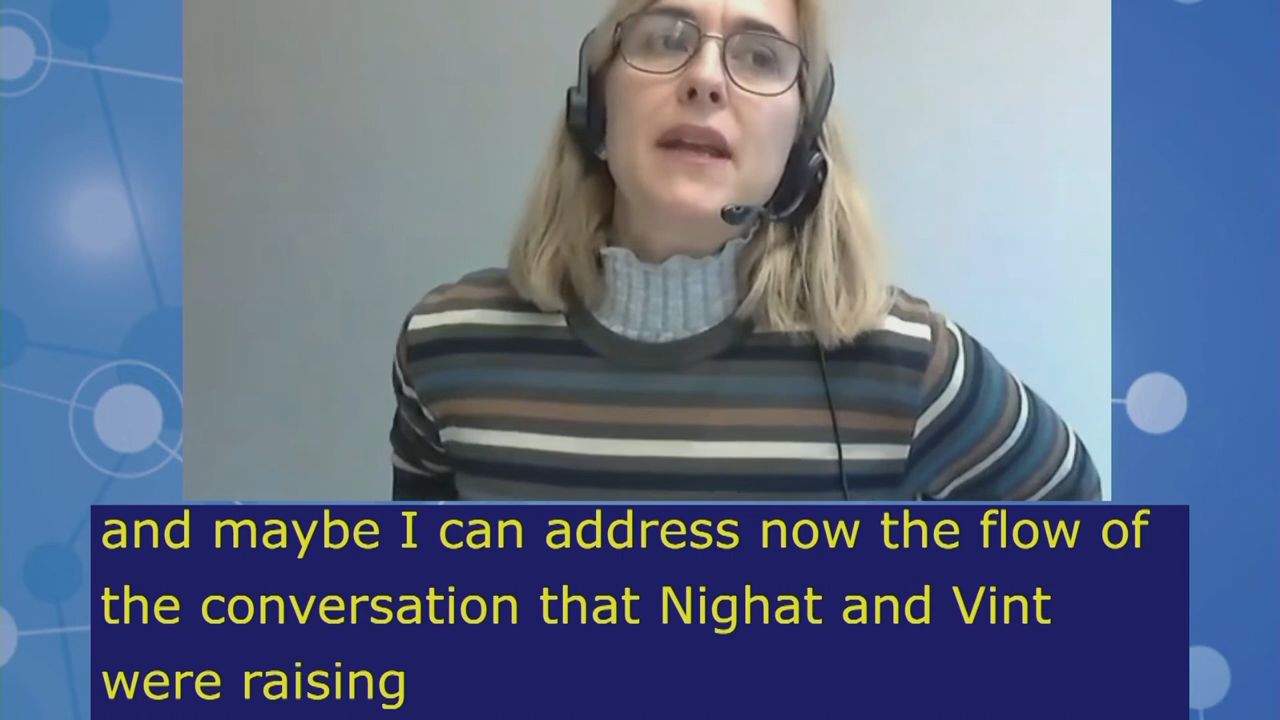 and maybe I can address now the flow of
the conversation that Nighat and Vint
were raising